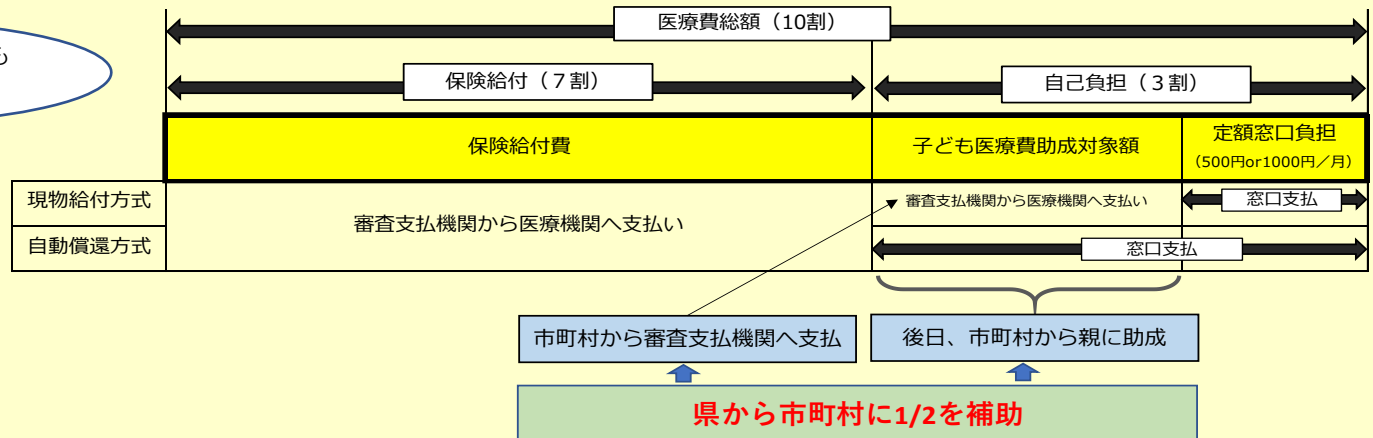 も
医療費総額（10割）
保険給付（７割）
自己負担（３割）
保険給付費
子ども医療費助成対象額
定額窓口負担
（500円or1000円／月）
現物給付方式
審査支払機関から医療機関へ支払い
審査支払機関から医療機関へ支払い
窓口支払
自動償還方式
窓口支払
市町村から審査支払機関へ支払
後日、市町村から親に助成
県から市町村に1/2を補助